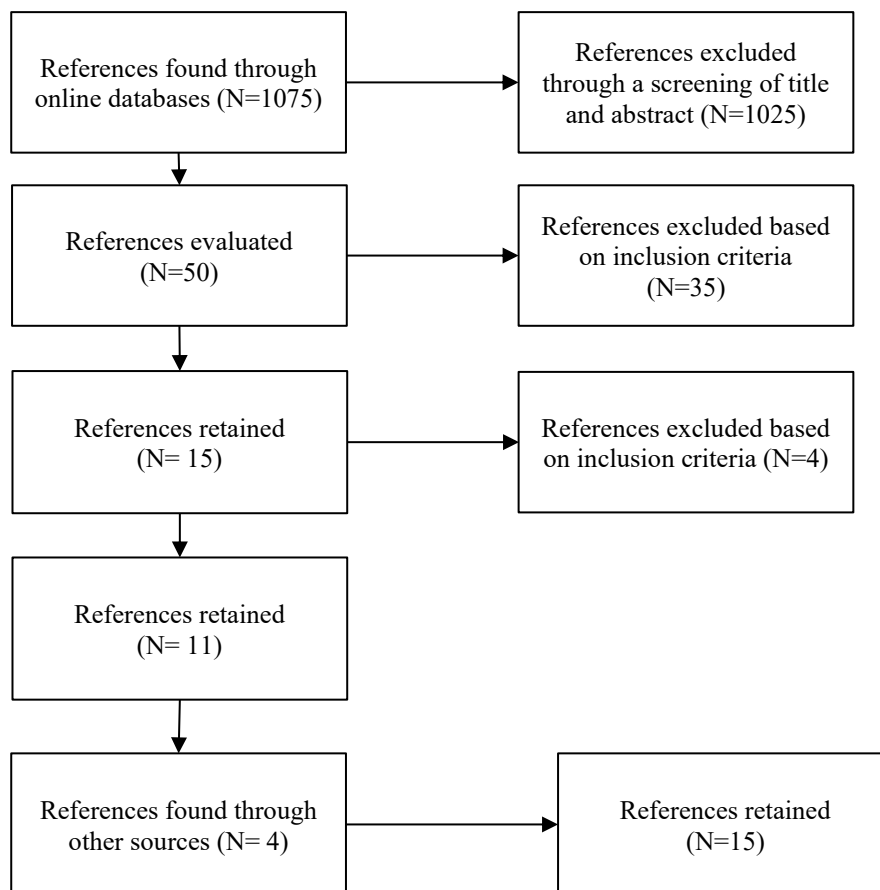 References found through
online databases (N=1075)
References excluded
through a screening of title
and abstract (N=1025)
References evaluated
(N=50)
References excluded based
on inclusion criteria
(N=35)
References retained
(N= 15)
References excluded based
on inclusion criteria (N=4)
References retained
(N= 11)
References found through
other sources (N= 4)
References retained
(N=15)